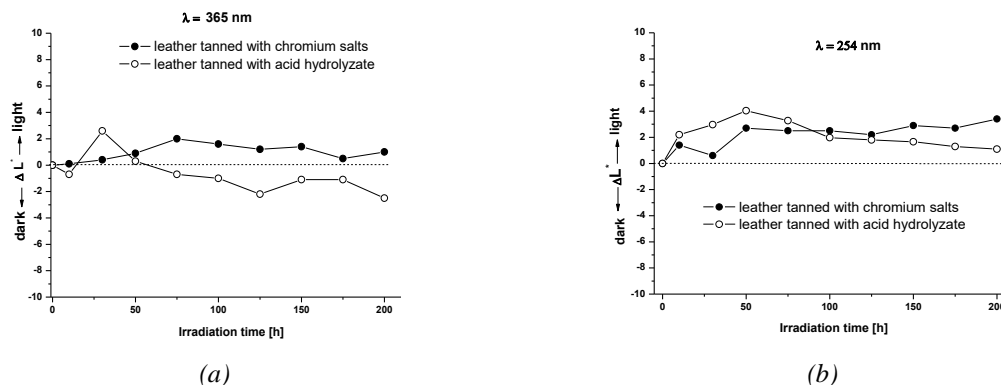 λ = 365 nm
leather tanned with chromium salts
leather tanned with acid hydrolyzate
dark ← Δ L* → light
10
8
6
4
2
0
-2
-4
-6
-8
-10
0 50 100 150 200
Irradiation time [h]
(a)
λ = 254 nm
dark ← ΔL* → light
10
8
6
4
2
0
-2
-4
-6
-8
-10
leather tanned with chromium salts
leather tanned with acid hydrolyzate
0 50 100 150 200
Irradiation time [h]
(b)